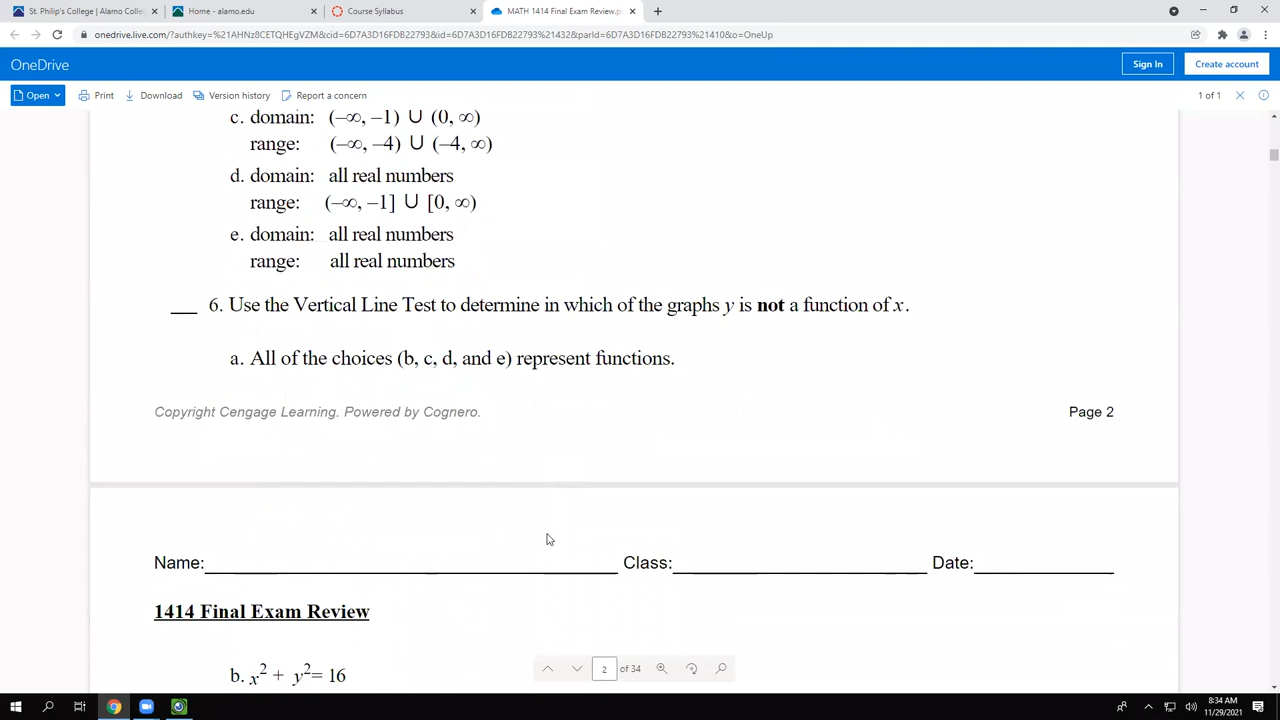 St. Philip's College | Alamo Colle
Home - alamo.edu
Course Syllabus
MATH 1414 Final Exam Review.p
onedrive.live.com/?authkey=%21AHNz8CETQHEgVZM&cid=6D7A3D16FDB22793&id=6D7A3D16FDB22793%21432&parId=6D7A3D16FDB22793%21410&o=OneUp
OneDrive
Sign In
Create account
Open
Print
Download
Version history
Report a concern
1 of 1
c. domain: (–∞, –1) ∪ (0, ∞)
range: (–∞, –4) ∪ (–4, ∞)
d. domain: all real numbers
range: (–∞, –1] ∪ [0, ∞)
e. domain: all real numbers
range: all real numbers
___ 6. Use the Vertical Line Test to determine in which of the graphs y is not a function of x.
a. All of the choices (b, c, d, and e) represent functions.
Copyright Cengage Learning. Powered by Cognero.
Page 2
Name: Class: Date:
1414 Final Exam Review
b. x² + y² = 16
2 of 34
8:34 AM
11/29/2021